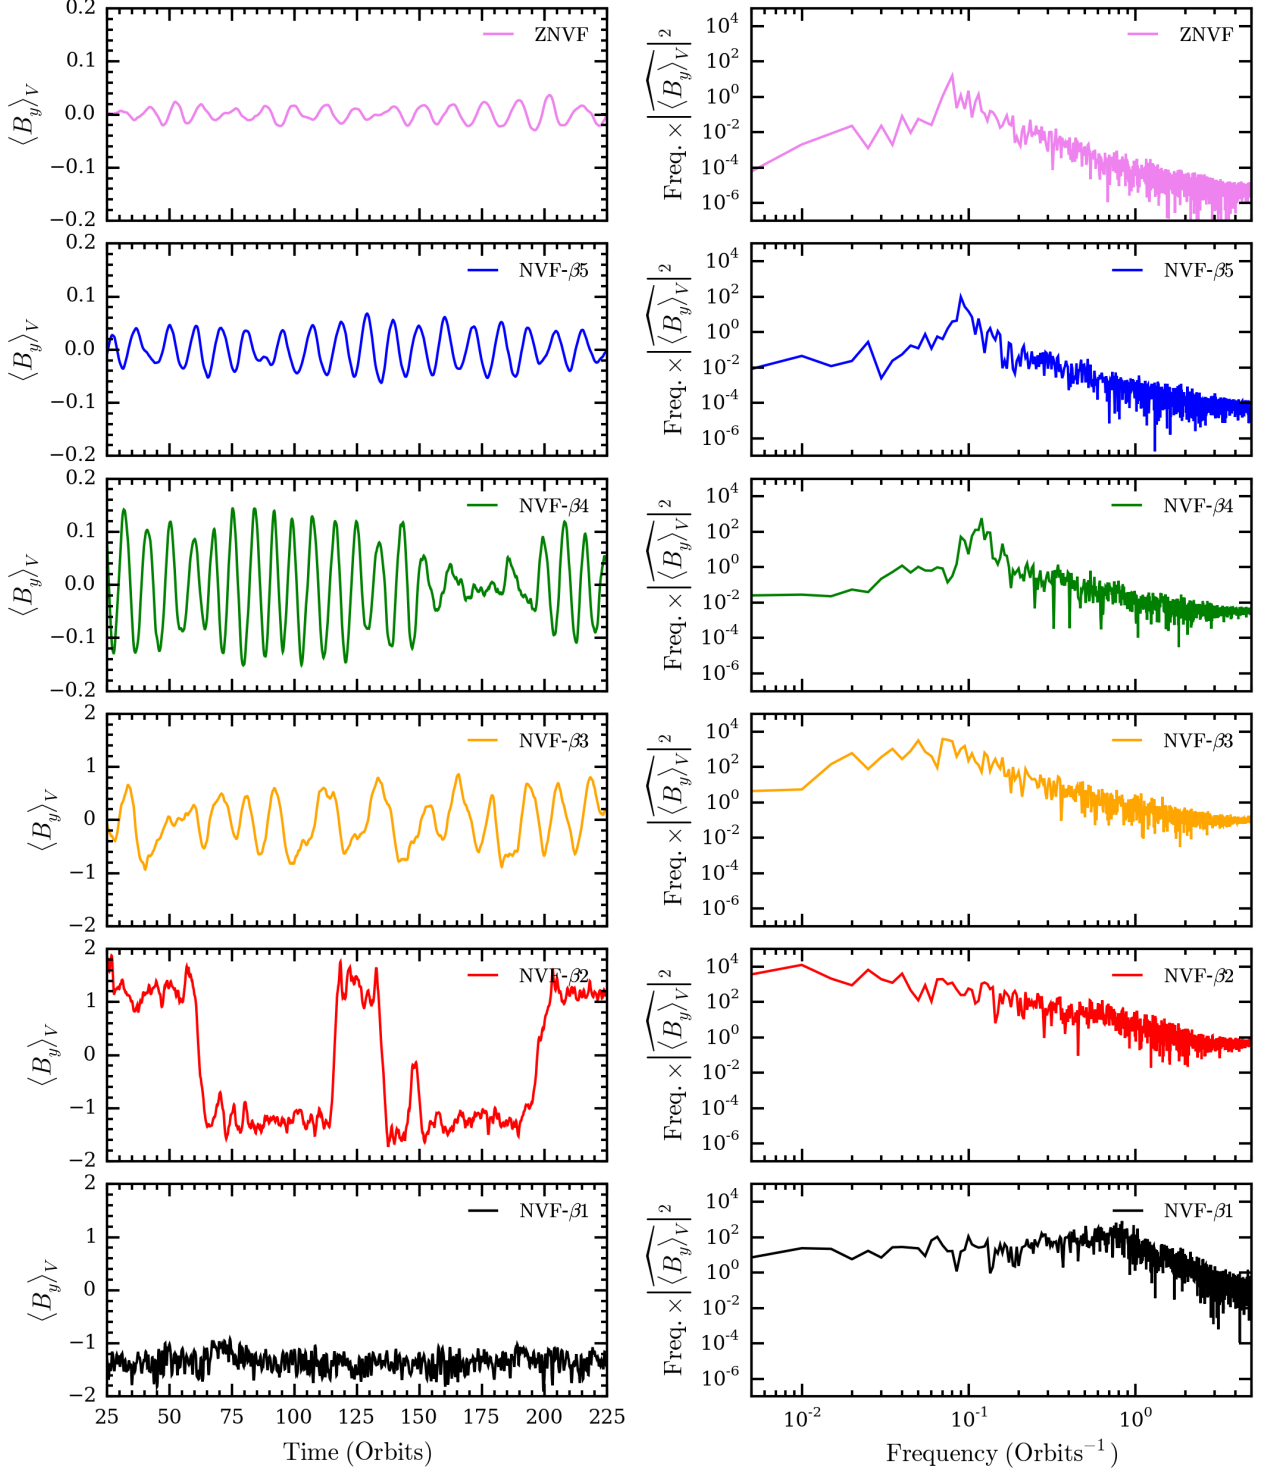 0.2
0.1
0.0
−0.1
−0.2
⟨B_y⟩_V
ZNVF
10^4
10^2
10^0
10^-2
10^-4
10^-6
Freq. × |\widehat{⟨B_y⟩_V}|^2
ZNVF
0.2
0.1
0.0
−0.1
−0.2
⟨B_y⟩_V
NVF-β5
10^4
10^2
10^0
10^-2
10^-4
10^-6
Freq. × |\widehat{⟨B_y⟩_V}|^2
NVF-β5
0.2
0.1
0.0
−0.1
−0.2
⟨B_y⟩_V
NVF-β4
10^4
10^2
10^0
10^-2
10^-4
10^-6
Freq. × |\widehat{⟨B_y⟩_V}|^2
NVF-β4
2
1
0
−1
−2
⟨B_y⟩_V
NVF-β3
10^4
10^2
10^0
10^-2
10^-4
10^-6
Freq. × |\widehat{⟨B_y⟩_V}|^2
NVF-β3
2
1
0
−1
−2
⟨B_y⟩_V
NVF-β2
10^4
10^2
10^0
10^-2
10^-4
10^-6
Freq. × |\widehat{⟨B_y⟩_V}|^2
NVF-β2
2
1
0
−1
−2
⟨B_y⟩_V
NVF-β1
25 50 75 100 125 150 175 200 225
Time (Orbits)
10^4
10^2
10^0
10^-2
10^-4
10^-6
Freq. × |\widehat{⟨B_y⟩_V}|^2
NVF-β1
10^-2 10^-1 10^0
Frequency (Orbits^-1)